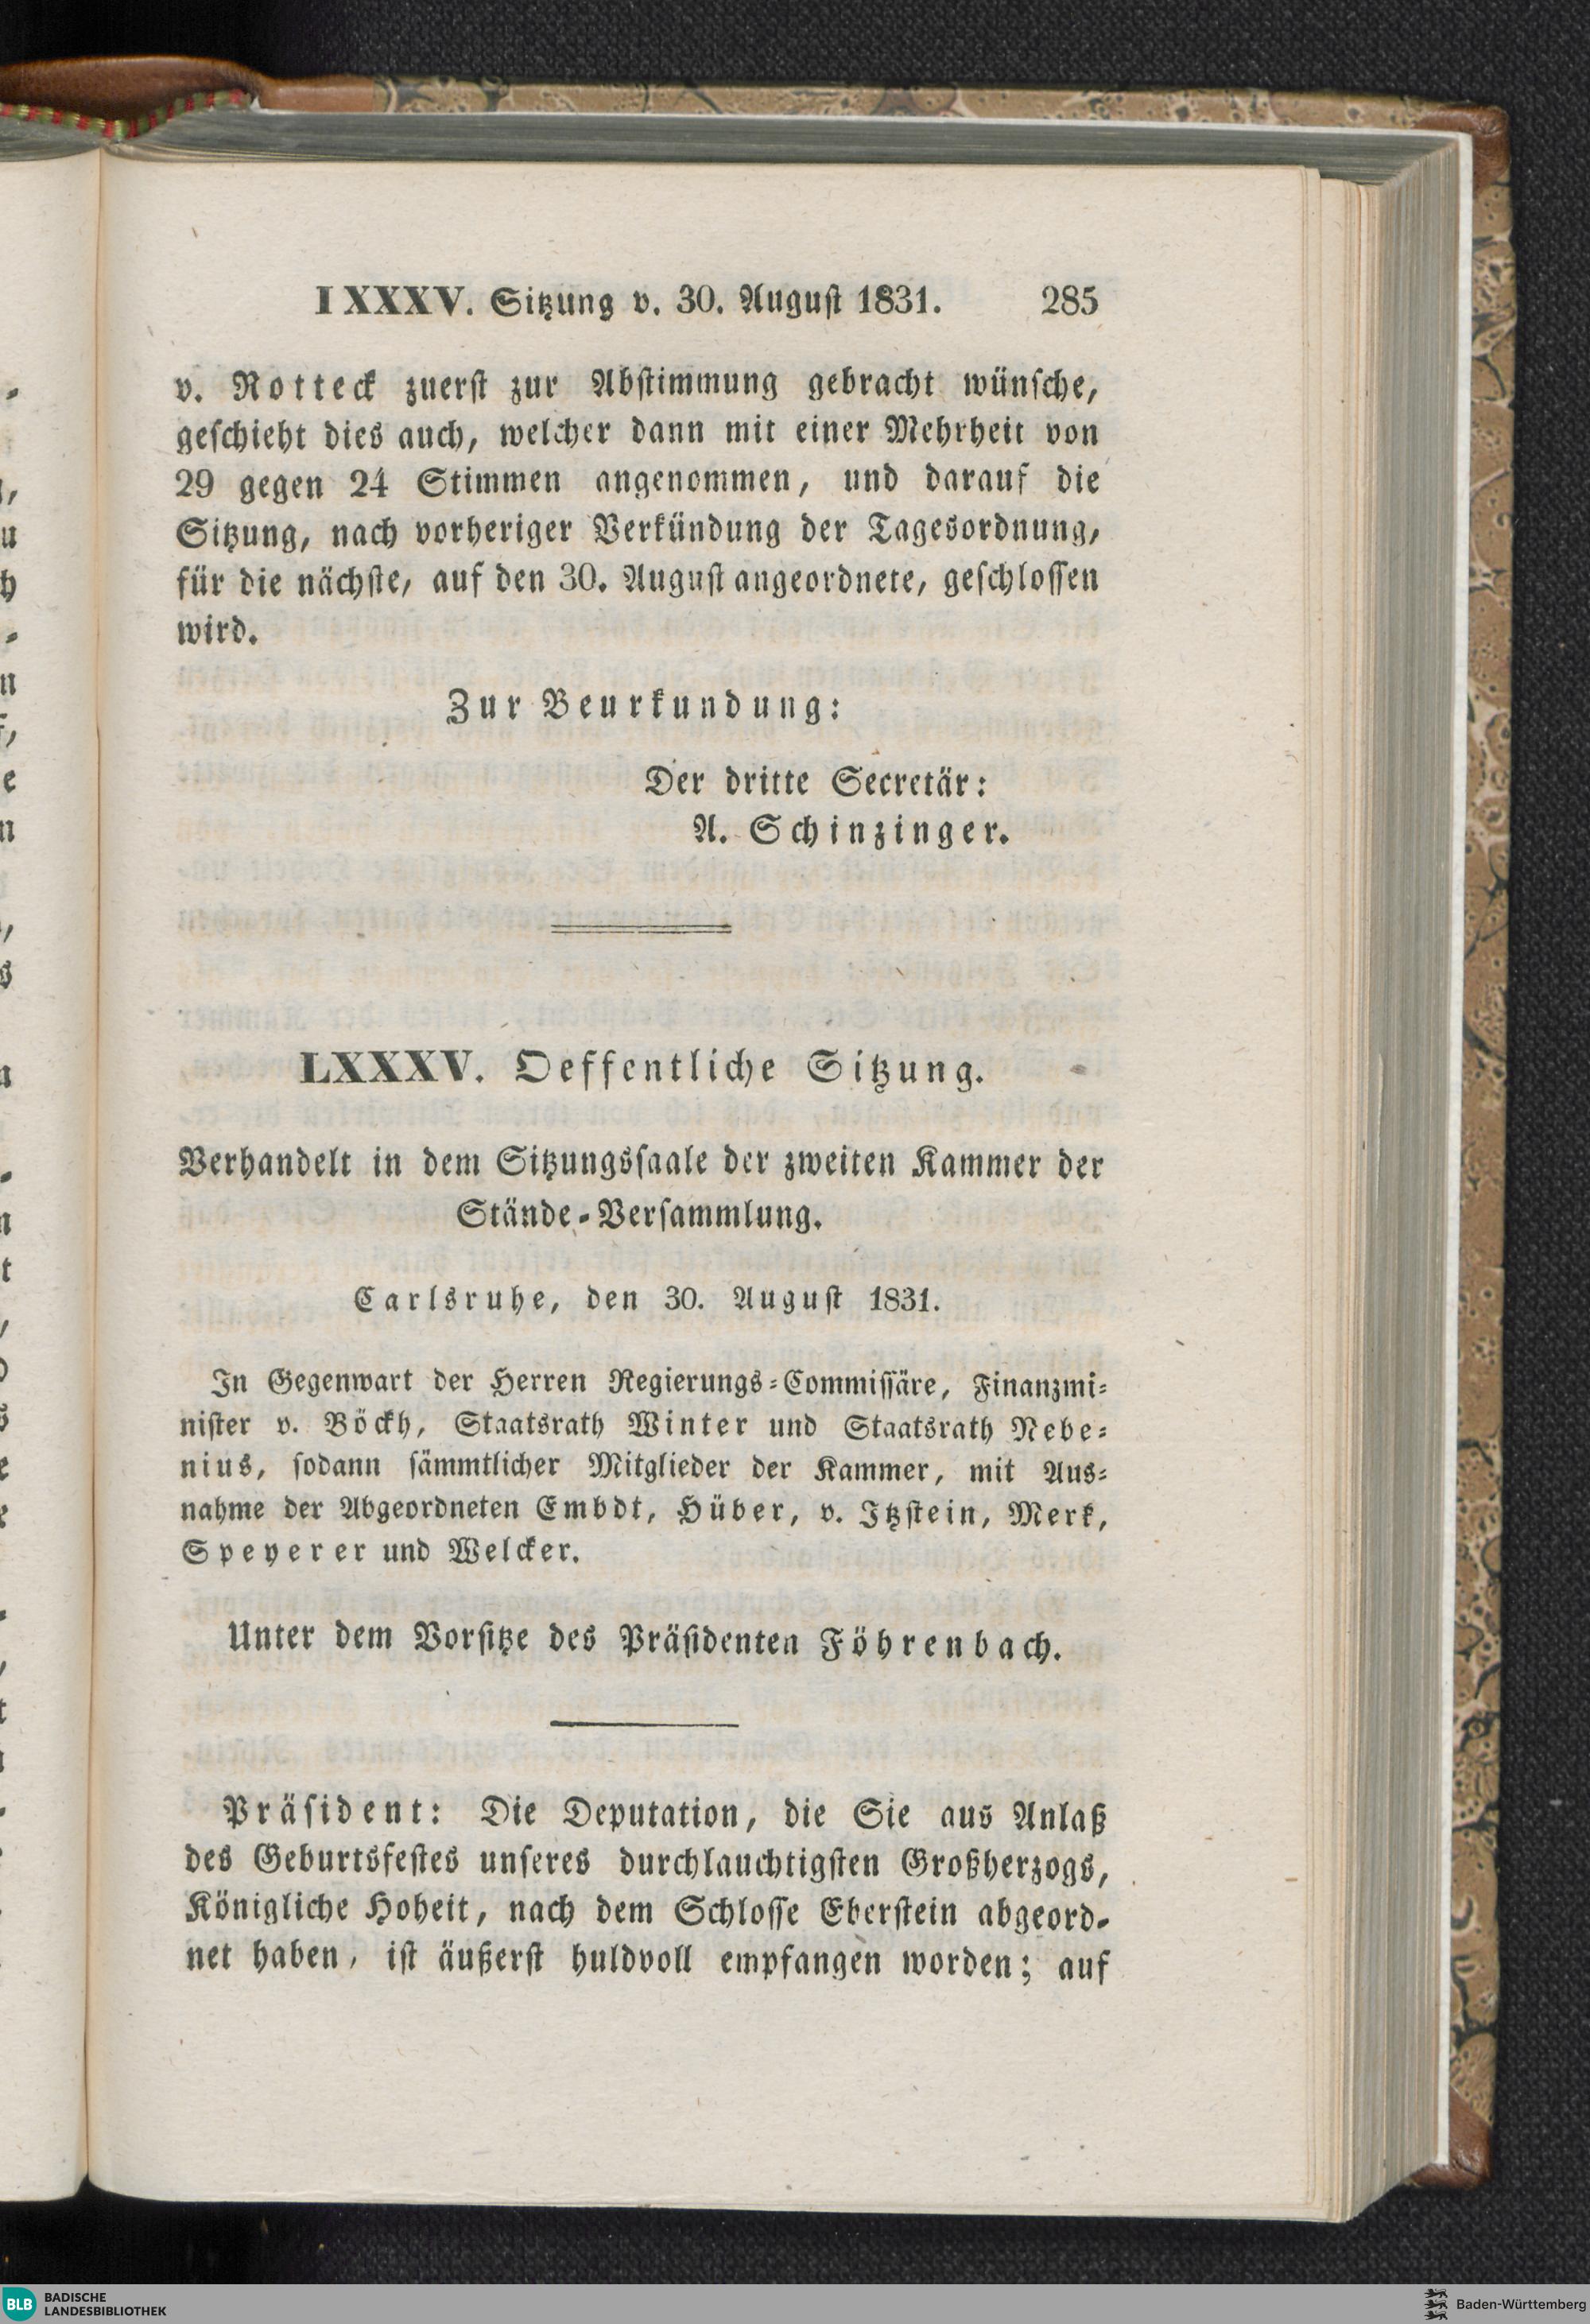 IXXXV. Sitzung v. 30. August 1831. 285
v. Rotteck zuerst zur Abstimmung gebracht wünsche,
geschieht dies auch, welcher dann mit einer Mehrheit von
29 gegen 24 Stimmen angenommen, und darauf die
Sitzung, nach vorheriger Verkündung der Tagesordnung,
für die nächste, auf den 30. August angeordnete, geschlossen
wird.
Zur Beurkundung:
Der dritte Secretär:
A. Schinzinger.
LXXXV. Oeffentliche Sitzung.
Verhandelt in dem Sitzungssaale der zweiten Kammer der
Stände-Versammlung.
Carlsruhe, den 30. August 1831.
In Gegenwart der Herren Regierungs-Commissäre, Finanzmi-
nister v. Böckh, Staatsrath Winter und Staatsrath Nebe-
nius, sodann sämmtlicher Mitglieder der Kammer, mit Aus-
nahme der Abgeordneten Embdt, Hüber, v. Itzstein, Merk,
Speyerer und Welcker.
Unter dem Vorsitze des Präsidenten Föhrenbach.
Präsident: Die Deputation, die Sie aus Anlaß
des Geburtsfestes unseres durchlauchtigsten Großherzogs,
Königliche Hoheit, nach dem Schlosse Eberstein abgeord-
net haben, ist äußerst huldvoll empfangen worden; auf
BLB BADISCHE
LANDESBIBLIOTHEK
Baden-Württemberg